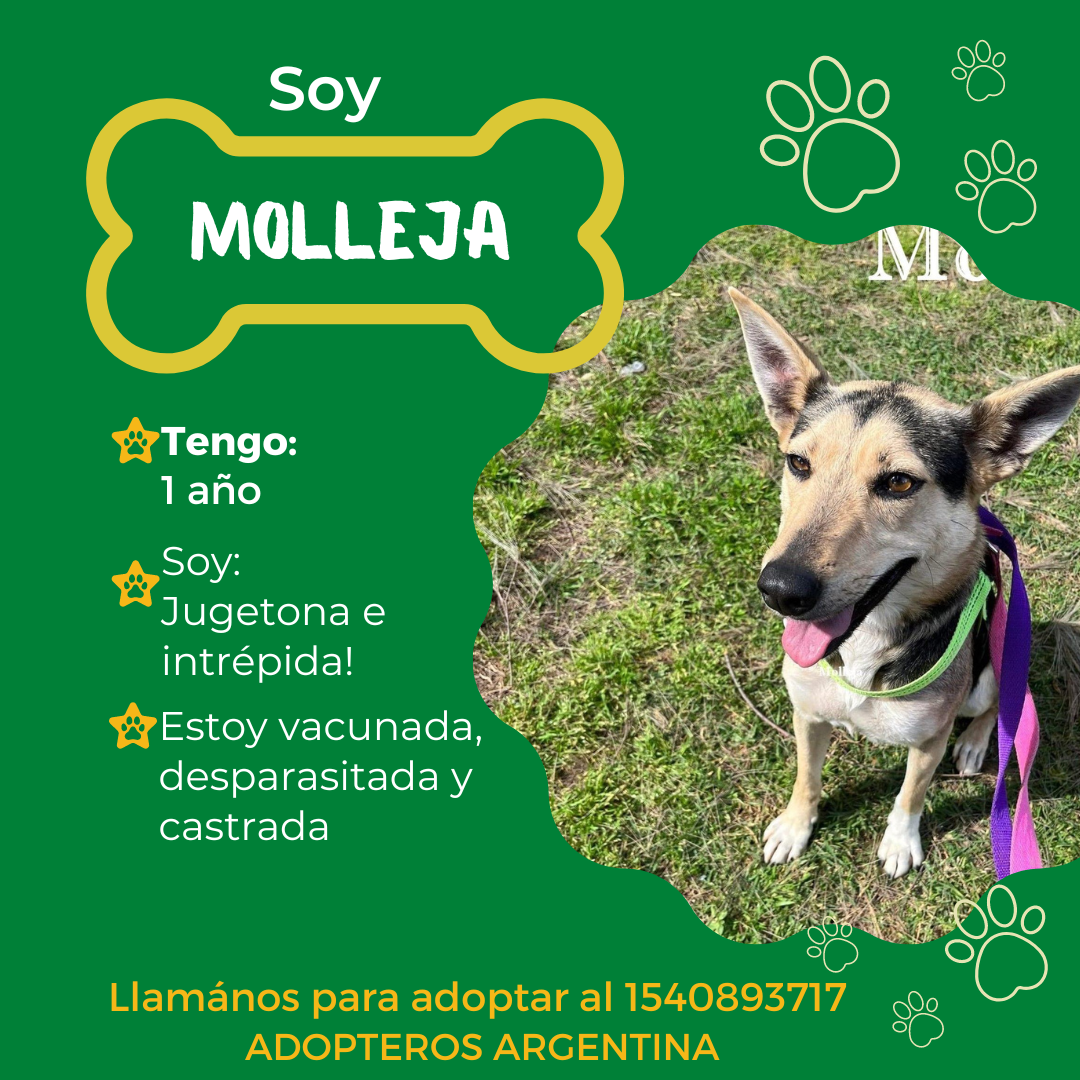 Soy
MOLLEJA
Tengo:
1 año
Soy:
Jugetona e
intrépida!
Estoy vacunada,
desparasitada y
castrada
Llamános para adoptar al 1540893717
ADOPTEROS ARGENTINA